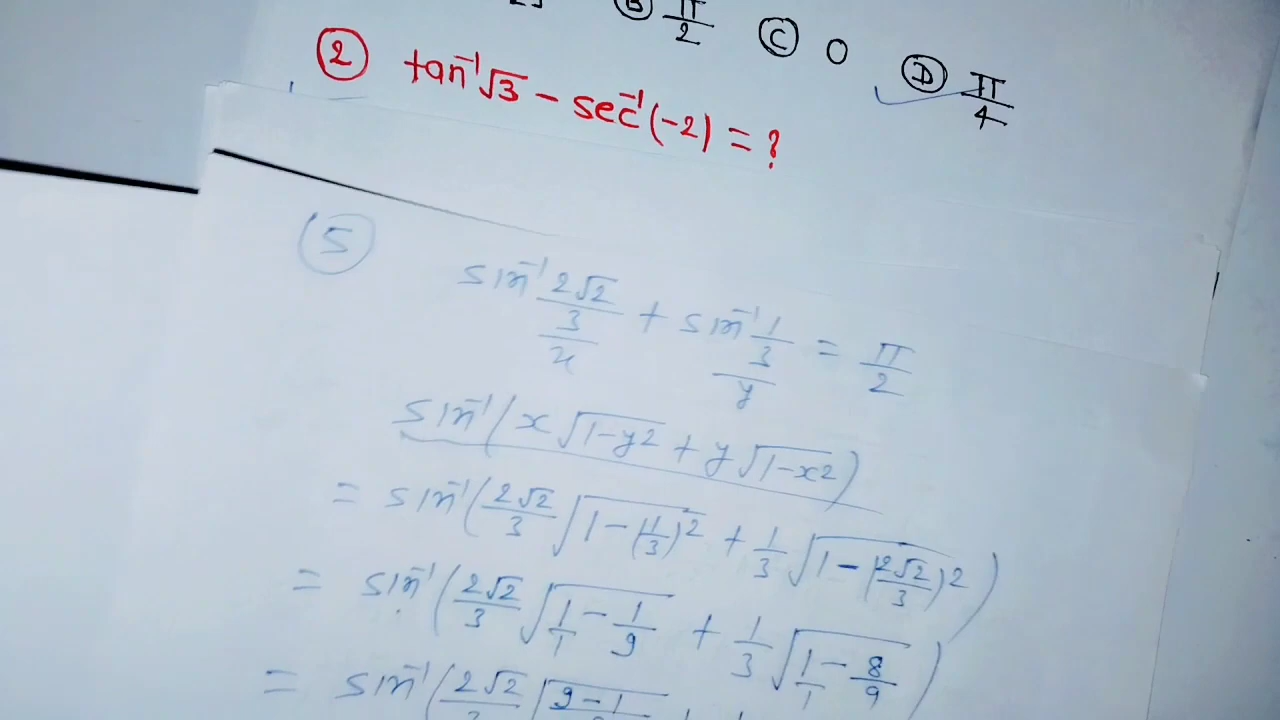 Ⓑ π/2 Ⓒ 0 Ⓓ π/4
② tan⁻¹√3 − sec⁻¹(−2) = ?
⑤
sin⁻¹ 2√2/3 + sin⁻¹ 1/3 = π/2
x y
sin⁻¹(x√(1−y²) + y√(1−x²))
= sin⁻¹(2√2/3 √(1−(1/3)²) + 1/3 √(1−(2√2/3)²))
= sin⁻¹(2√2/3 √(1/1 − 1/9) + 1/3 √(1/1 − 8/9))
= sin⁻¹(2√2/3 √(9−1